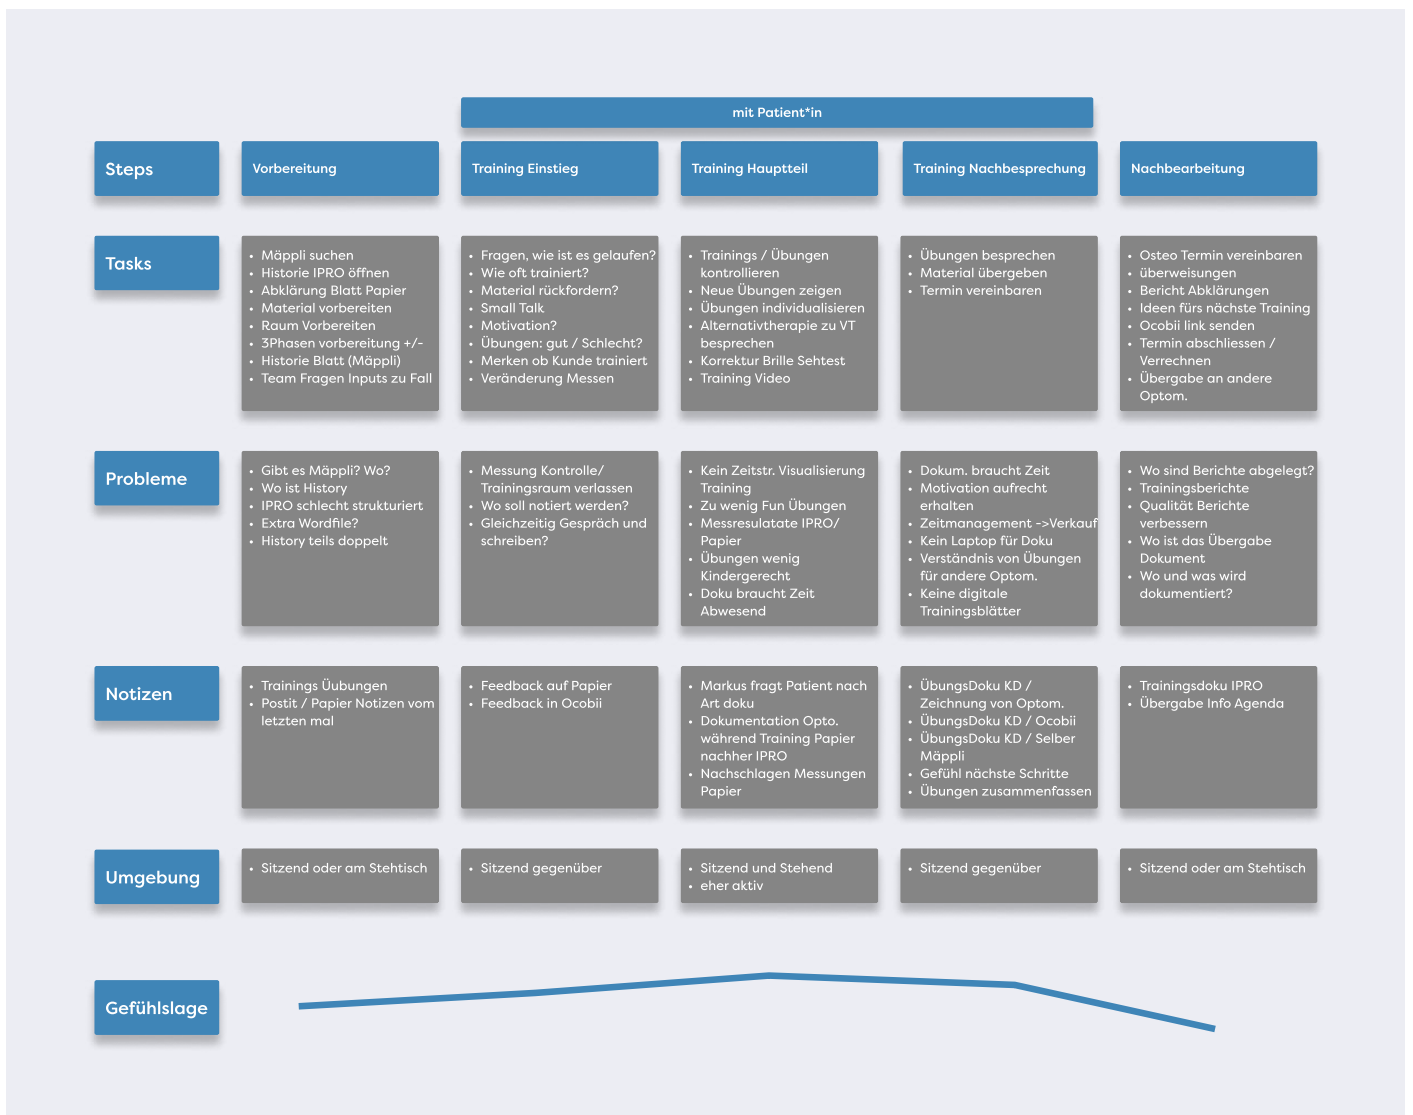 mit Patient*in
Steps
Vorbereitung
Training Einstieg
Training Hauptteil
Training Nachbesprechung
Nachbearbeitung
Tasks
• Mäppli suchen
• Historie IPRO öffnen
• Abklärung Blatt Papier
• Material vorbereiten
• Raum Vorbereiten
• 3Phasen vorbereitung +/-
• Historie Blatt (Mäppli)
• Team Fragen Inputs zu Fall
• Fragen, wie ist es gelaufen?
• Wie oft trainiert?
• Material rückfordern?
• Small Talk
• Motivation?
• Übungen: gut / Schlecht?
• Merken ob Kunde trainiert
• Veränderung Messen
• Trainings / Übungen
kontrollieren
• Neue Übungen zeigen
• Übungen individualisieren
• Alternativtherapie zu VT
besprechen
• Korrektur Brille Sehtest
• Training Video
• Übungen besprechen
• Material übergeben
• Termin vereinbaren
• Osteo Termin vereinbaren
• überweisungen
• Bericht Abklärungen
• Ideen fürs nächste Training
• Ocobii link senden
• Termin abschliessen /
Verrechnen
• Übergabe an andere
Optom.
Probleme
• Gibt es Mäppli? Wo?
• Wo ist History
• IPRO schlecht strukturiert
• Extra Wordfile?
• History teils doppelt
• Messung Kontrolle/
Trainingsraum verlassen
• Wo soll notiert werden?
• Gleichzeitig Gespräch und
schreiben?
• Kein Zeitstr. Visualisierung
Training
• Zu wenig Fun Übungen
• Messresulatate IPRO/
Papier
• Übungen wenig
Kindergerecht
• Doku braucht Zeit
Abwesend
• Dokum. braucht Zeit
• Motivation aufrecht
erhalten
• Zeitmanagement ->Verkauf
• Kein Laptop für Doku
• Verständnis von Übungen
für andere Optom.
• Keine digitale
Trainingsblätter
• Wo sind Berichte abgelegt?
• Trainingsberichte
• Qualität Berichte
verbessern
• Wo ist das Übergabe
Dokument
• Wo und was wird
dokumentiert?
Notizen
• Trainings Üubungen
• Postit / Papier Notizen vom
letzten mal
• Feedback auf Papier
• Feedback in Ocobii
• Markus fragt Patient nach
Art doku
• Dokumentation Opto.
während Training Papier
nachher IPRO
• Nachschlagen Messungen
Papier
• ÜbungsDoku KD /
Zeichnung von Optom.
• ÜbungsDoku KD / Ocobii
• ÜbungsDoku KD / Selber
Mäppli
• Gefühl nächste Schritte
• Übungen zusammenfassen
• Trainingsdoku IPRO
• Übergabe Info Agenda
Umgebung
• Sitzend oder am Stehtisch
• Sitzend gegenüber
• Sitzend und Stehend
• eher aktiv
• Sitzend gegenüber
• Sitzend oder am Stehtisch
Gefühlslage